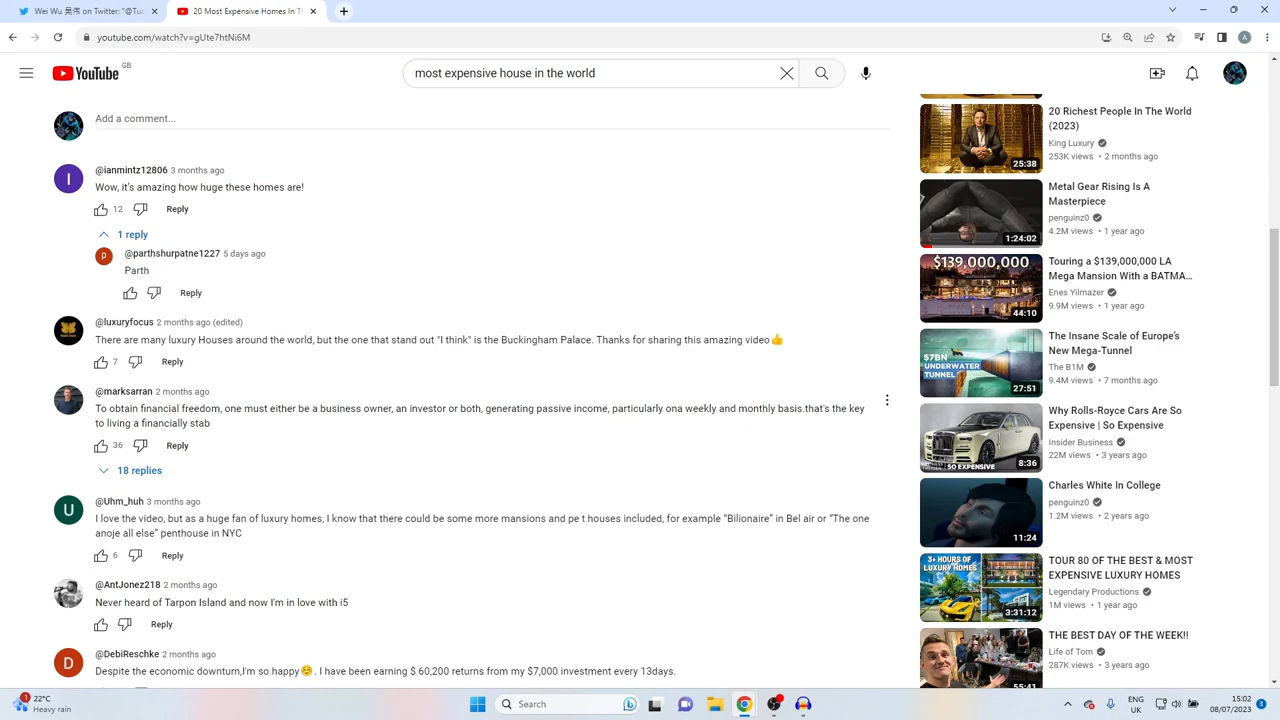 Wei Wu 吴伟 on Twitter: "@Tuc
20 Most Expensive Homes In Th
youtube.com/watch?v=gUte7htNi6M
A
YouTube GB
most expensive house in the world
Add a comment...
I
@ianmintz12806 3 months ago
Wow, it's amazing how huge these homes are!
12 Reply
1 reply
p
@parthshurpatne1227 5 days ago
Parth
Reply
@luxuryfocus 2 months ago (edited)
There are many luxury Houses around the world, but the one that stand out "I think" is the Buckingham Palace. Thanks for sharing this amazing video👍
7 Reply
@marksarran 2 months ago
To obtain financial freedom, one must either be a business owner, an investor or both, generating passive income, particularly ona weekly and monthly basis.that's the key
to living a financially stab
36 Reply
18 replies
U
@Uhm_huh 3 months ago
I love the video, but as a huge fan of luxury homes, I know that there could be some more mansions and pe t houses included, for example “Bilionaire” in Bel air or “The one
anoje all else” penthouse in NYC
6 Reply
@AntJonez218 2 months ago
Never heard of Tarpon Island and now I'm in love with i5
Reply
D
@DebiReschke 2 months ago
Despite the economic downturn, I'm so happy☺️. I have been earning $ 60,200 returns from my $7,000 investment every 13days.
25:38
20 Richest People In The World
(2023)
King Luxury
253K views • 2 months ago
1:24:02
Metal Gear Rising Is A
Masterpiece
penguinz0
4.2M views • 1 year ago
$139,000,000
44:10
Touring a $139,000,000 LA
Mega Mansion With a BATMA...
Enes Yilmazer
9.9M views • 1 year ago
$7BN
UNDERWATER
TUNNEL
27:51
The Insane Scale of Europe's
New Mega-Tunnel
The B1M
9.4M views • 7 months ago
SO EXPENSIVE
8:36
Why Rolls-Royce Cars Are So
Expensive | So Expensive
Insider Business
22M views • 3 years ago
11:24
Charles White In College
penguinz0
1.2M views • 2 years ago
3+ HOURS OF
LUXURY HOMES
3:31:12
TOUR 80 OF THE BEST & MOST
EXPENSIVE LUXURY HOMES
Legendary Productions
1M views • 1 year ago
55:41
THE BEST DAY OF THE WEEK!!
Life of Tom
287K views • 3 years ago
1
22°C
Heavy rain
Search
ENG
UK
15:02
08/07/2023
3